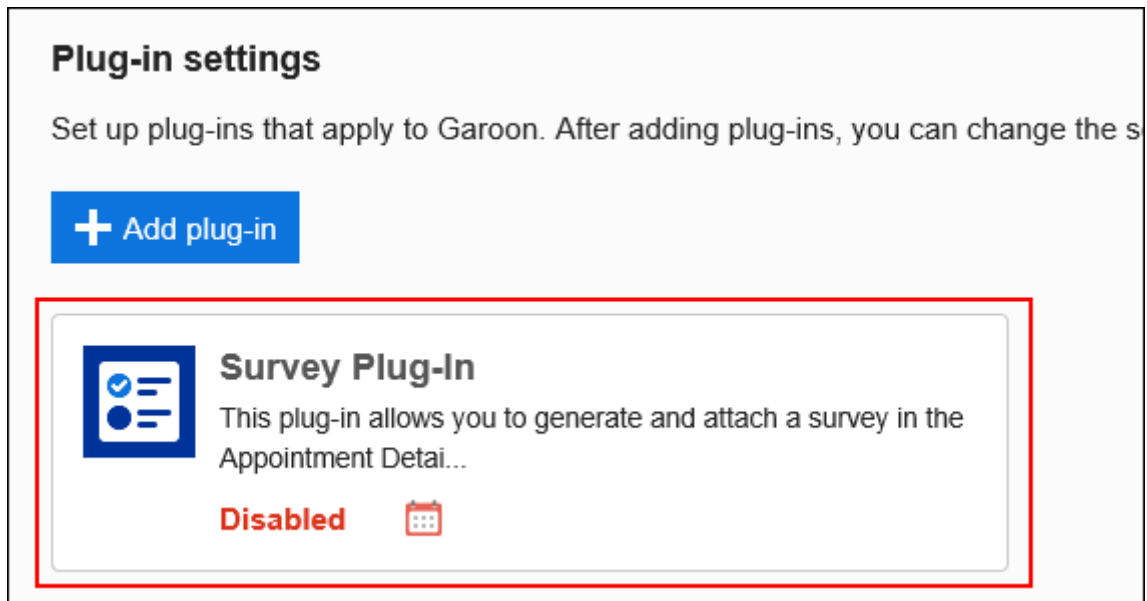 Plug-in settings
Set up plug-ins that apply to Garoon. After adding plug-ins, you can change the s
Add plug-in
Survey Plug-In
This plug-in allows you to generate and attach a survey in the
Appointment Detai...
Disabled